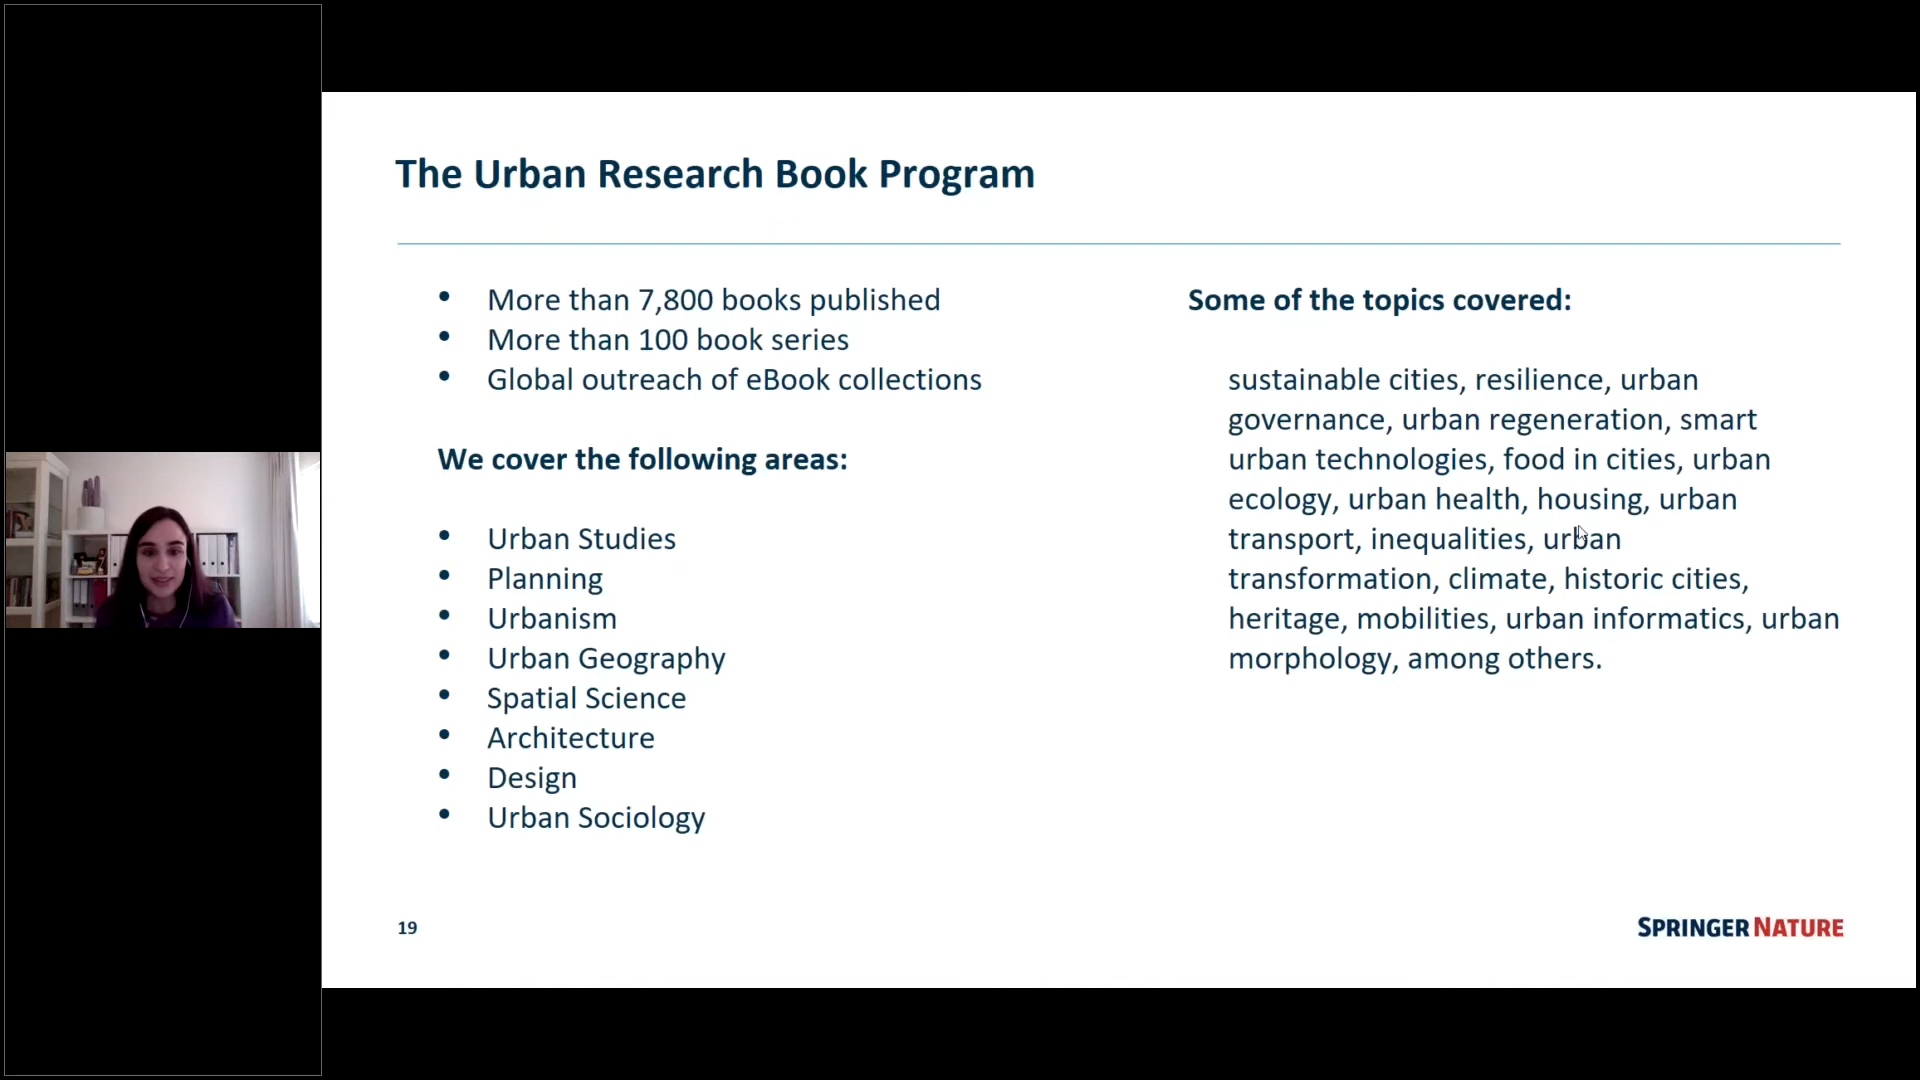 The Urban Research Book Program
• More than 7,800 books published
• More than 100 book series
• Global outreach of eBook collections
We cover the following areas:
• Urban Studies
• Planning
• Urbanism
• Urban Geography
• Spatial Science
• Architecture
• Design
• Urban Sociology
Some of the topics covered:
sustainable cities, resilience, urban
governance, urban regeneration, smart
urban technologies, food in cities, urban
ecology, urban health, housing, urban
transport, inequalities, urban
transformation, climate, historic cities,
heritage, mobilities, urban informatics, urban
morphology, among others.
19
SPRINGER NATURE